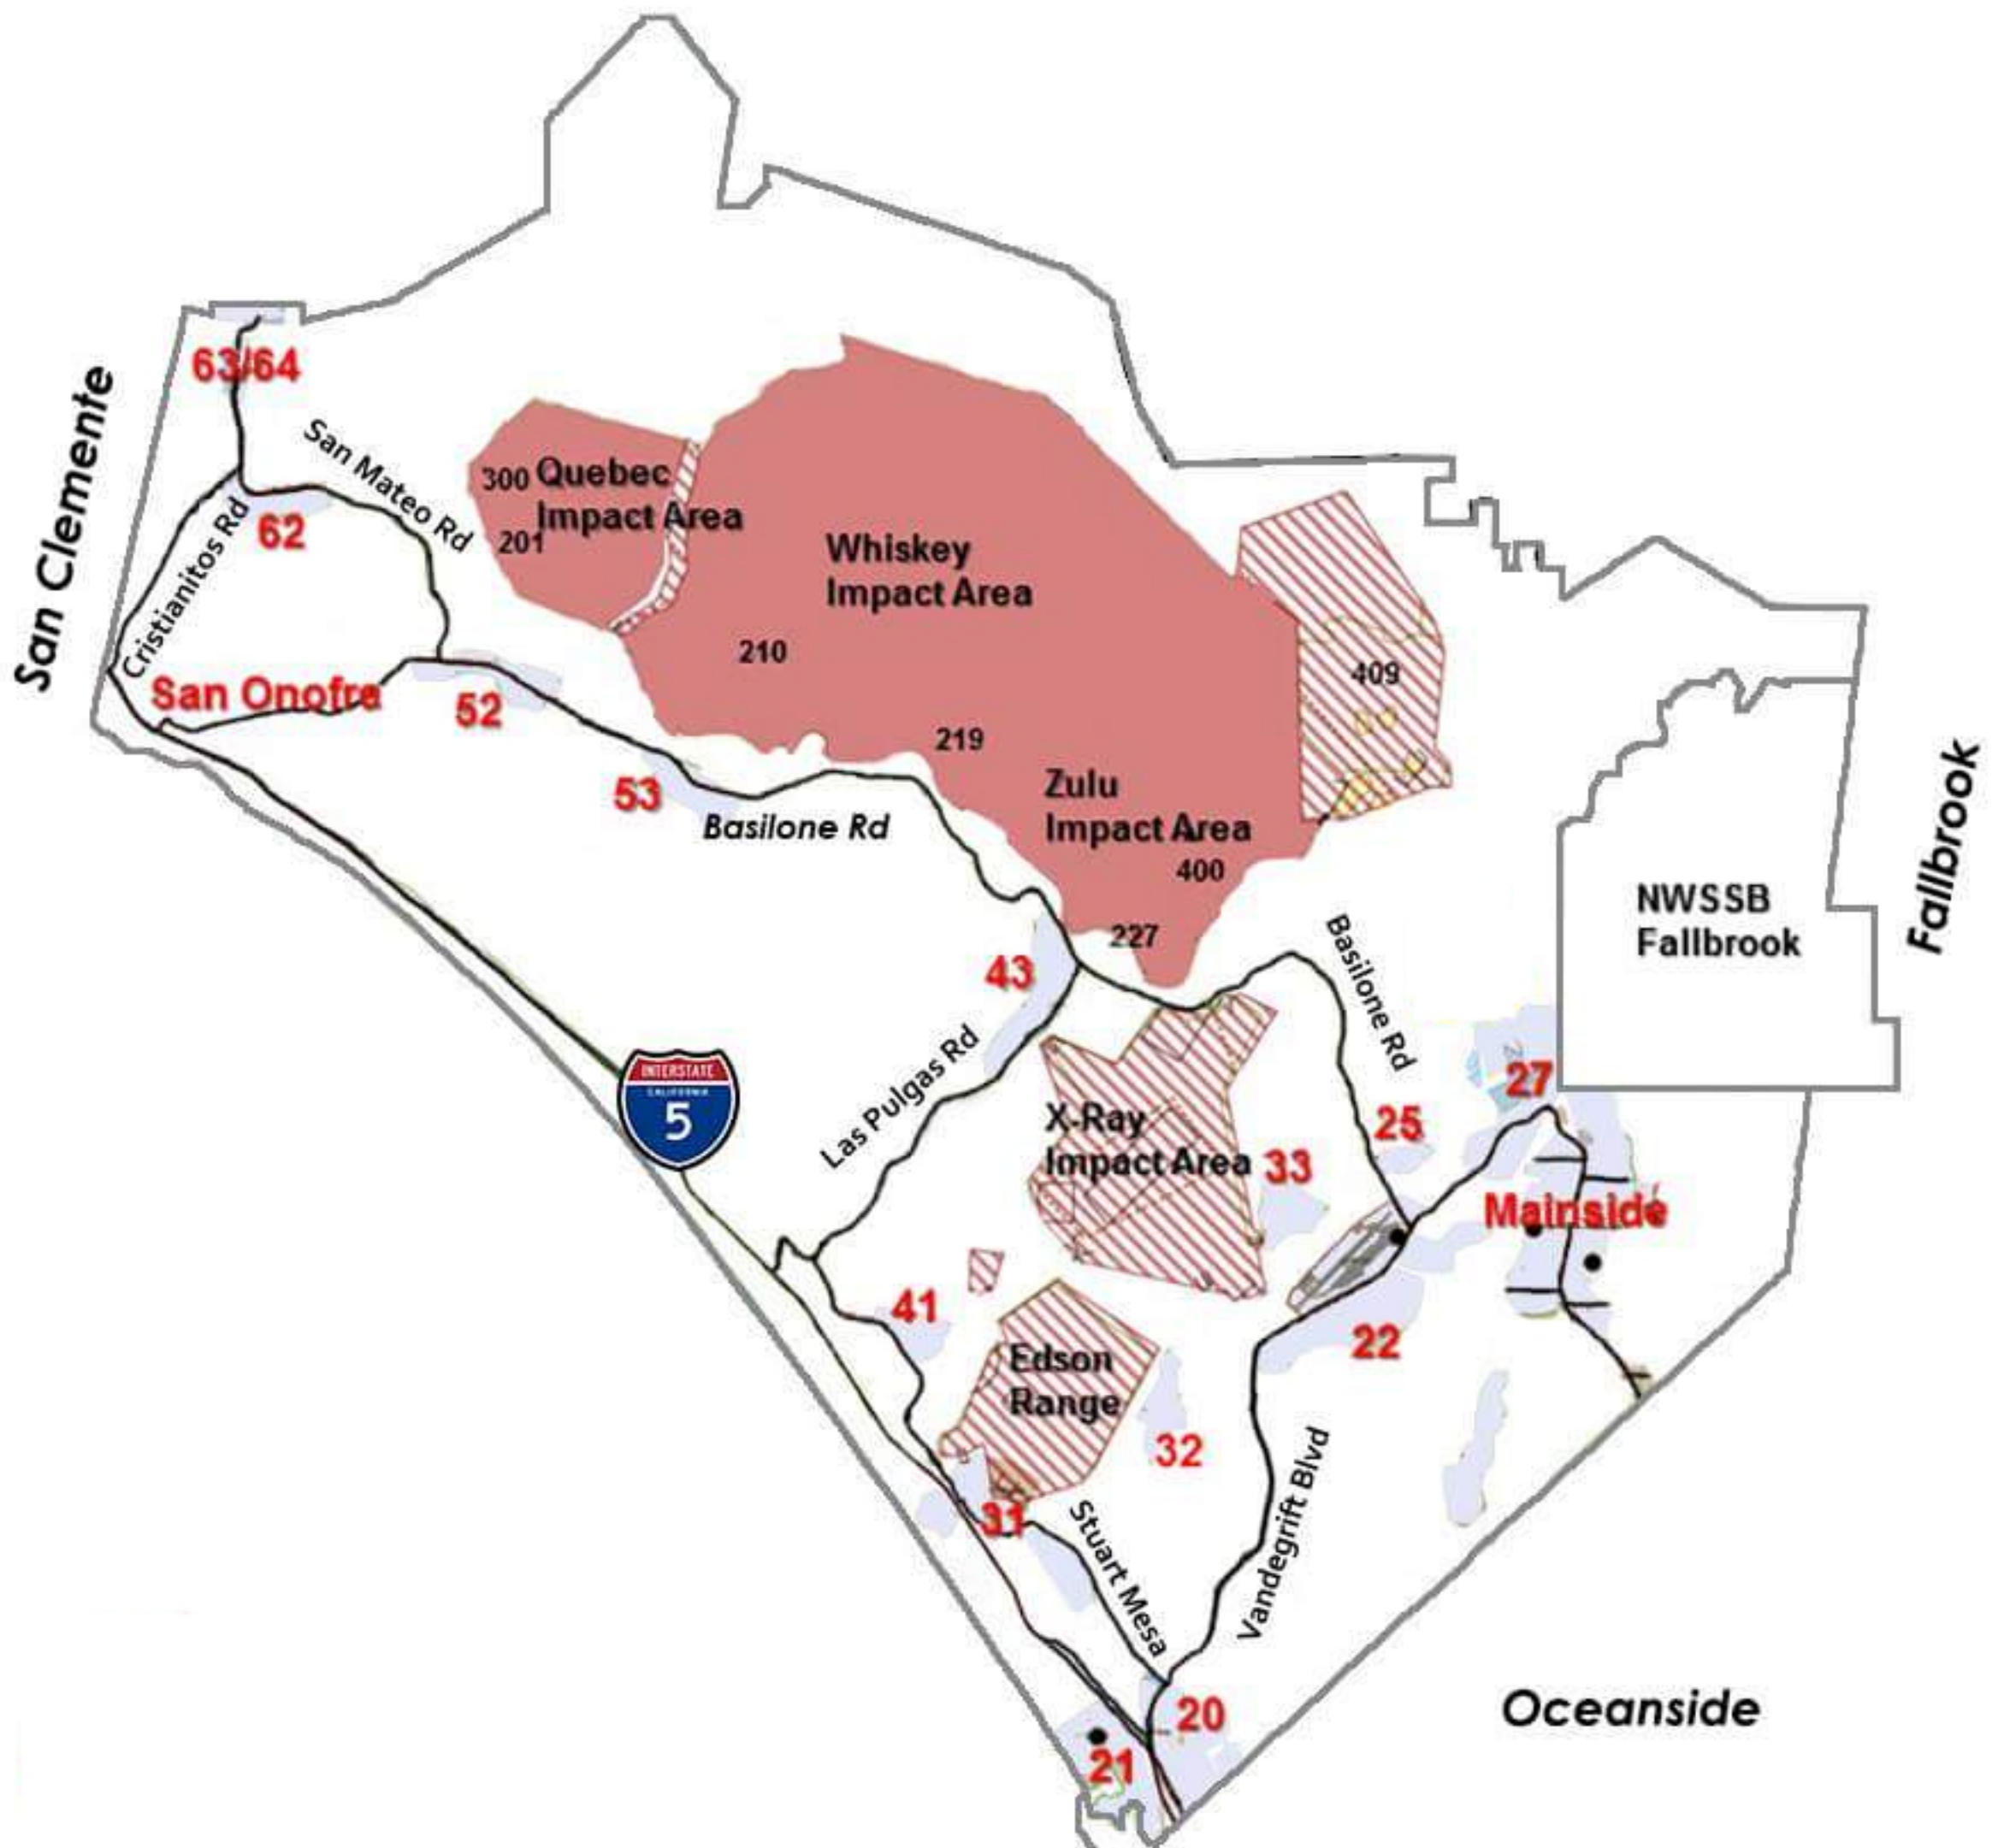 63/64
San Mateo Rd
San Clemente
300 Quebec
Impact Area
201
62
Cristianitos Rd
Whiskey
Impact Area
210
409
San Onofre
52
219
53
Basilone Rd
Zulu
Impact Area
400
227
NWSSB
Fallbrook
Fallbrook
43
Basilone Rd
Las Pulgas Rd
INTERSTATE
CALIFORNIA
5
27
X-Ray
Impact Area
33
25
Mainside
41
22
Edson
Range
32
31
Stuart Mesa
Vandegrift Blvd
20
21
Oceanside